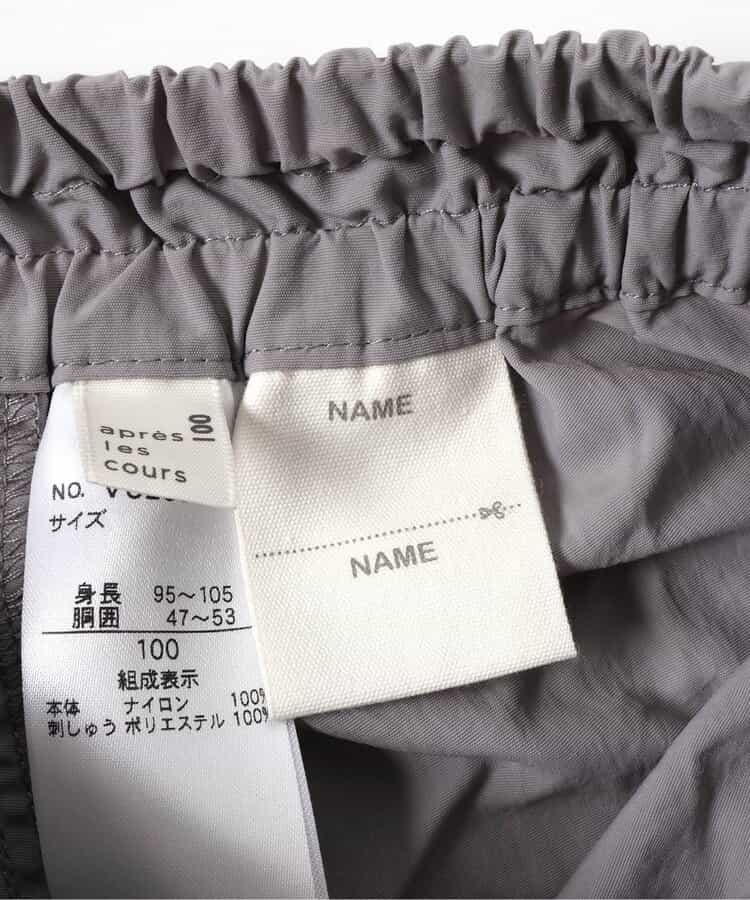 100
après
les
cours
NO.
サイズ
身長 95~105
胴囲 47~53
100
組成表示
本体 ナイロン 100%
刺しゅう ポリエステル 100%
NAME
NAME